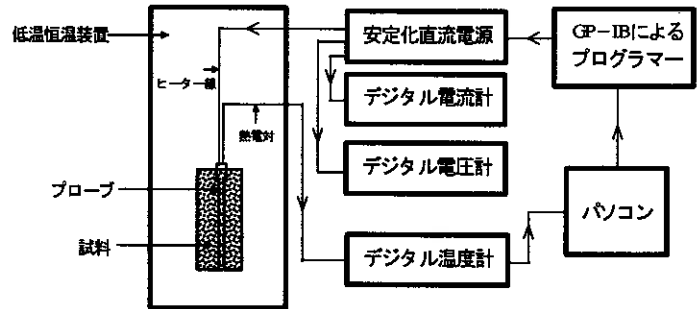 低温恒温装置
ヒーター線
熱電対
プローブ
試料
安定化直流電源
デジタル電流計
デジタル電圧計
デジタル温度計
GP-IBによる
プログラマー
パソコン